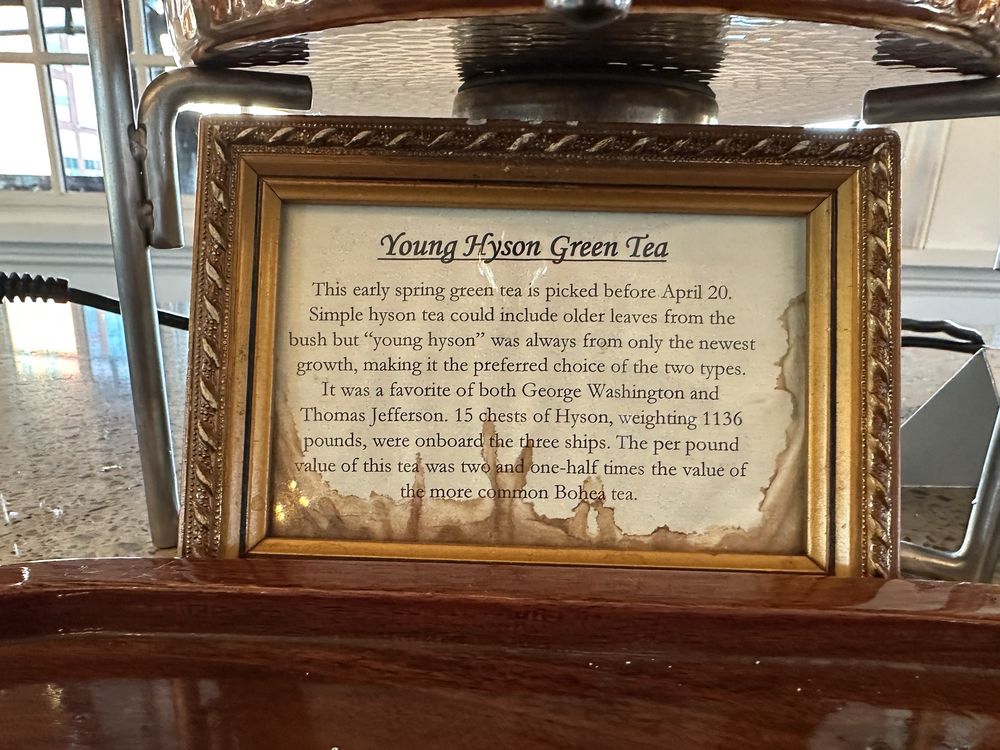 Young Hyson Green Tea
This early spring green tea is picked before April 20.
Simple hyson tea could include older leaves from the
bush but “young hyson” was always from only the newest
growth, making it the preferred choice of the two types.
It was a favorite of both George Washington and
Thomas Jefferson. 15 chests of Hyson, weighting 1136
pounds, were onboard the three ships. The per pound
value of this tea was two and one-half times the value of
the more common Bohea tea.